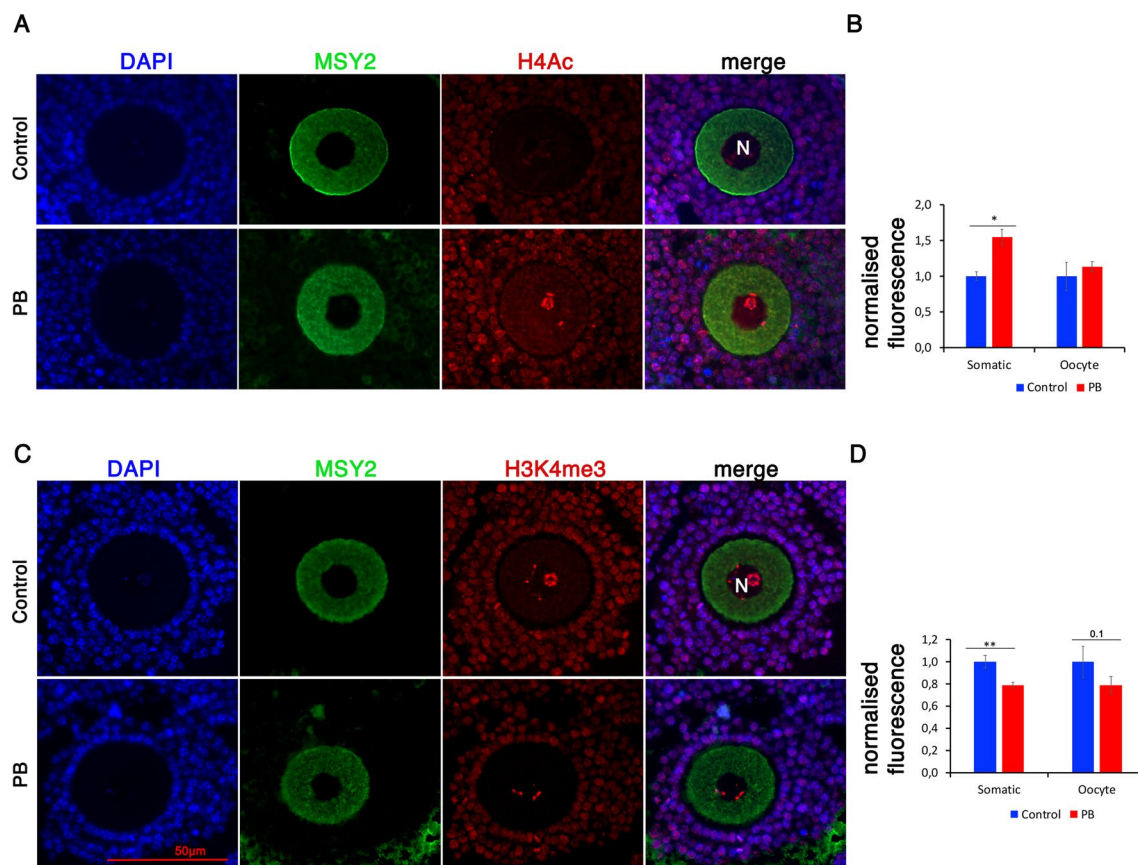 A
B
DAPI MSY2 H4Ac merge
Control
N
PB
normalised
fluorescence
2,0
1,5
1,0
0,5
0,0
*
Somatic Oocyte
Control PB
C
D
DAPI MSY2 H3K4me3 merge
Control
N
PB
50µm
normalised
fluorescence
1,2
1,0
0,8
0,6
0,4
0,2
0,0
**
0.1
Somatic Oocyte
Control PB